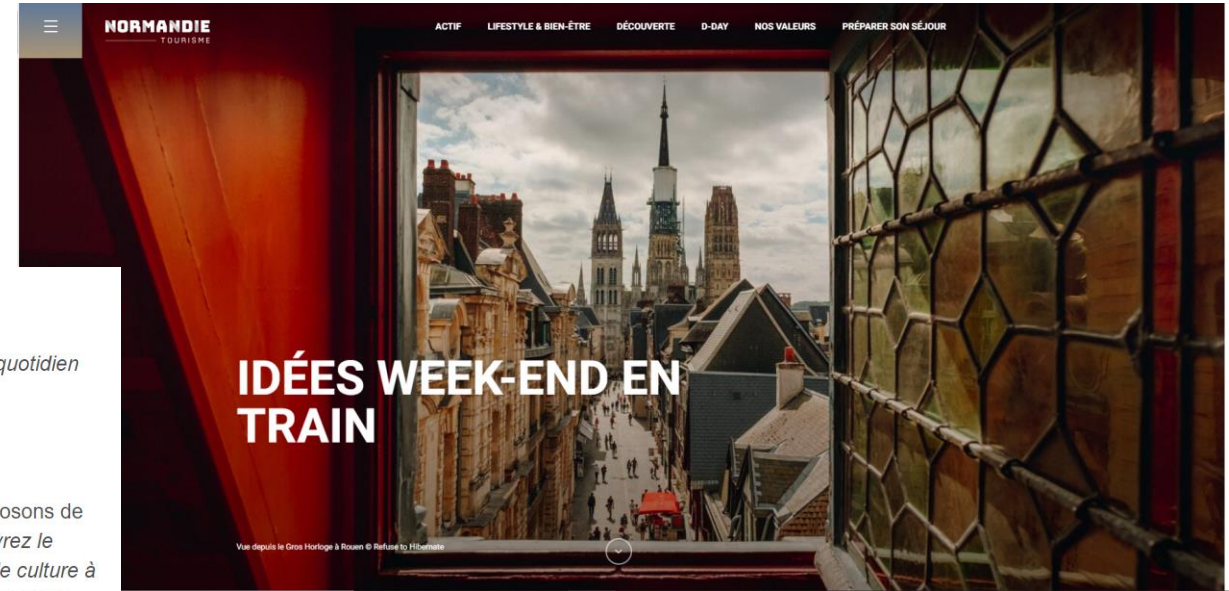 NORMANDIE
TOURISME
ACTIF LIFESTYLE & BIEN-ÊTRE DÉCOUVERTE D-DAY NOS VALEURS PRÉPARER SON SÉJOUR
IDÉES WEEK-END EN
TRAIN
Vue depuis le Gros Horloge à Rouen © Refuse to Hibernate
quotidien
osons de
rez le
e culture à